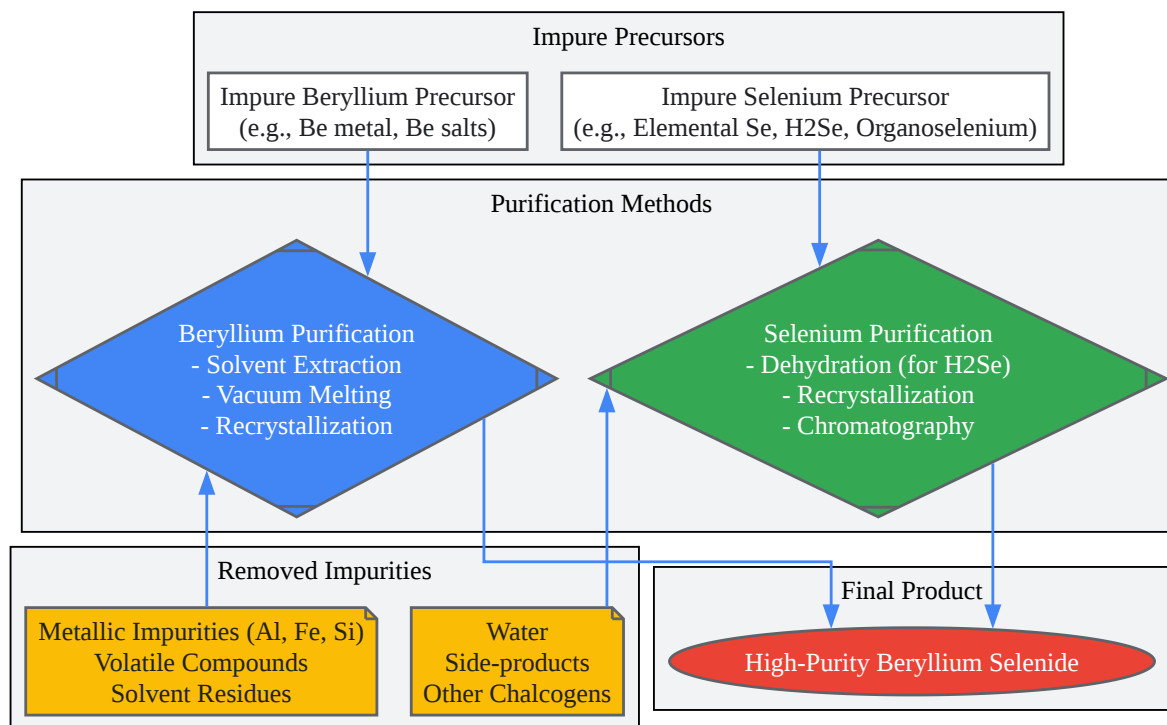 Impure Precursors
Impure Beryllium Precursor
(e.g., Be metal, Be salts)
Impure Selenium Precursor
(e.g., Elemental Se, H2Se, Organoselenium)
Purification Methods
Beryllium Purification
- Solvent Extraction
- Vacuum Melting
- Recrystallization
Selenium Purification
- Dehydration (for H2Se)
- Recrystallization
- Chromatography
Removed Impurities
Metallic Impurities (Al, Fe, Si)
Volatile Compounds
Solvent Residues
Water
Side-products
Other Chalcogens
Final Product
High-Purity Beryllium Selenide